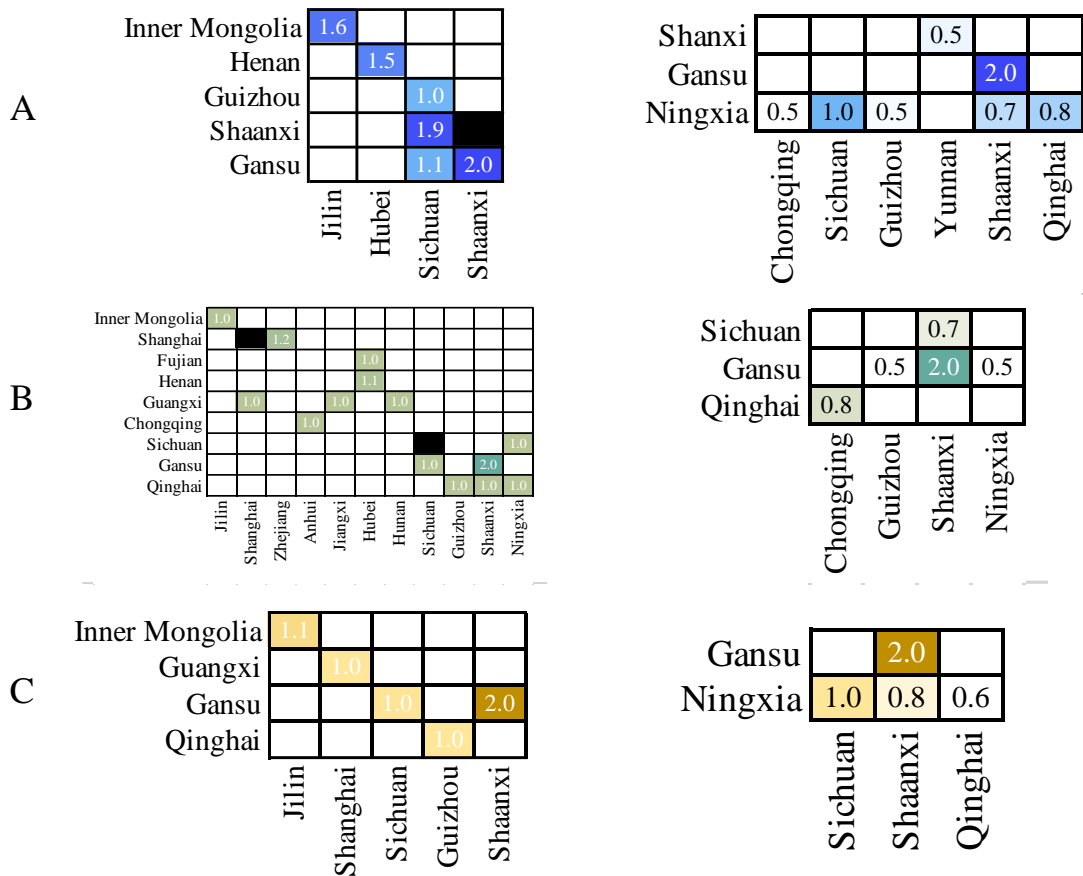 A
Inner Mongolia 1.6
Henan 1.5
Guizhou 1.0
Shaanxi 1.9
Gansu 1.1 2.0
Jilin Hubei Sichuan Shaanxi
Shanxi 0.5
Gansu 2.0
Ningxia 0.5 1.0 0.5 0.7 0.8
Chongqing Sichuan Guizhou Yunnan Shaanxi Qinghai
B
Inner Mongolia 1.0
Shanghai 1.2
Fujian 1.0
Henan 1.1
Guangxi 1.0 1.0 1.0
Chongqing 1.0
Sichuan 1.0
Gansu 1.0 2.0
Qinghai 1.0 1.0 1.0
Jilin Shanghai Zhejiang Anhui Jiangxi Hubei Hunan Sichuan Guizhou Shaanxi Ningxia
Sichuan 0.7
Gansu 0.5 2.0 0.5
Qinghai 0.8
Chongqing Guizhou Shaanxi Ningxia
C
Inner Mongolia 1.1
Guangxi 1.0
Gansu 1.0 2.0
Qinghai 1.0
Jilin Shanghai Sichuan Guizhou Shaanxi
Gansu 2.0
Ningxia 1.0 0.8 0.6
Sichuan Shaanxi Qinghai